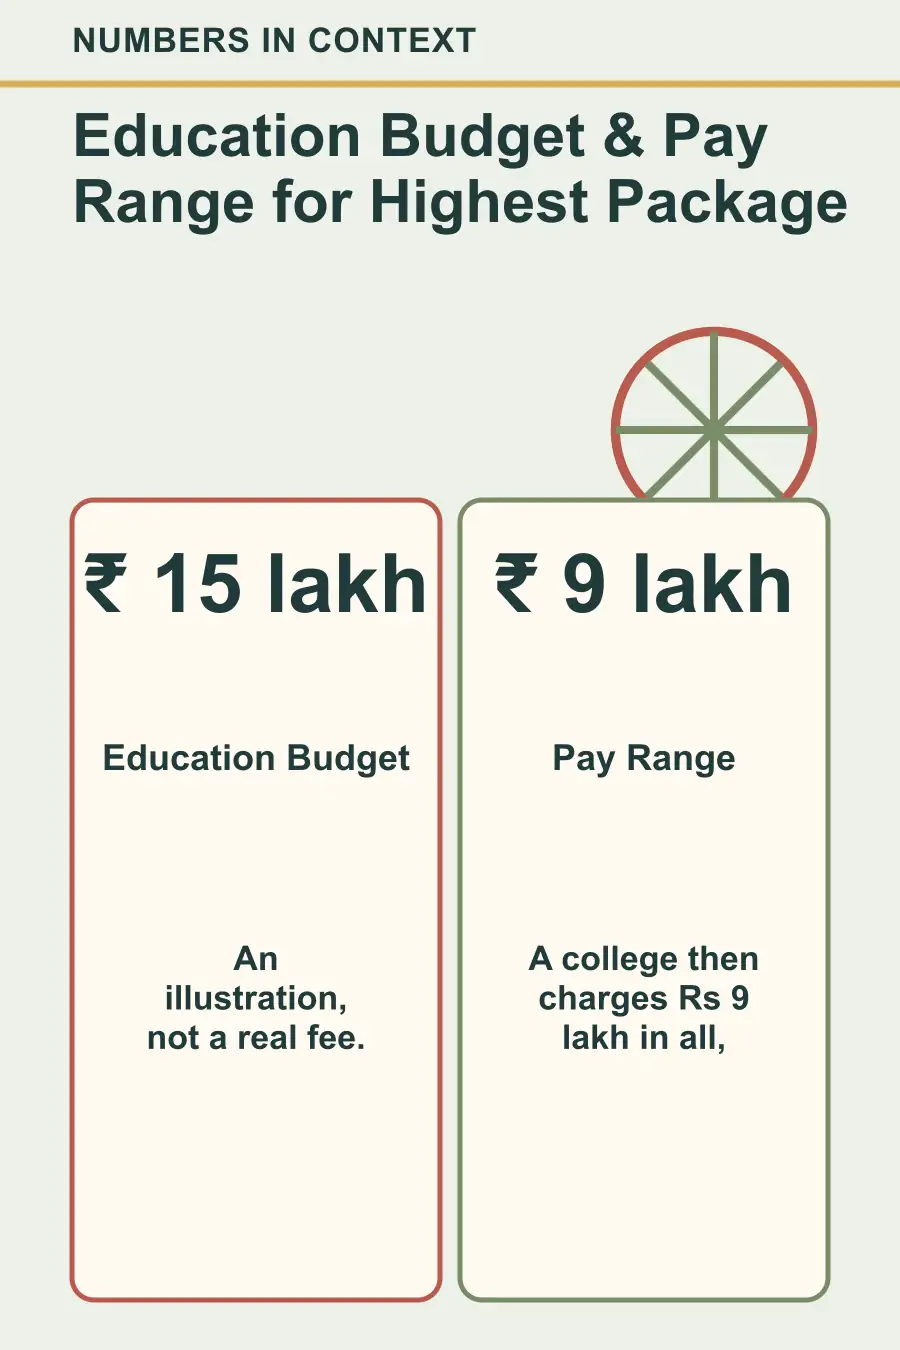 NUMBERS IN CONTEXT
Education Budget & Pay
Range for Highest Package
₹ 15 lakh
Education Budget
An
illustration,
not a real fee.
₹ 9 lakh
Pay Range
A college then
charges Rs 9
lakh in all,